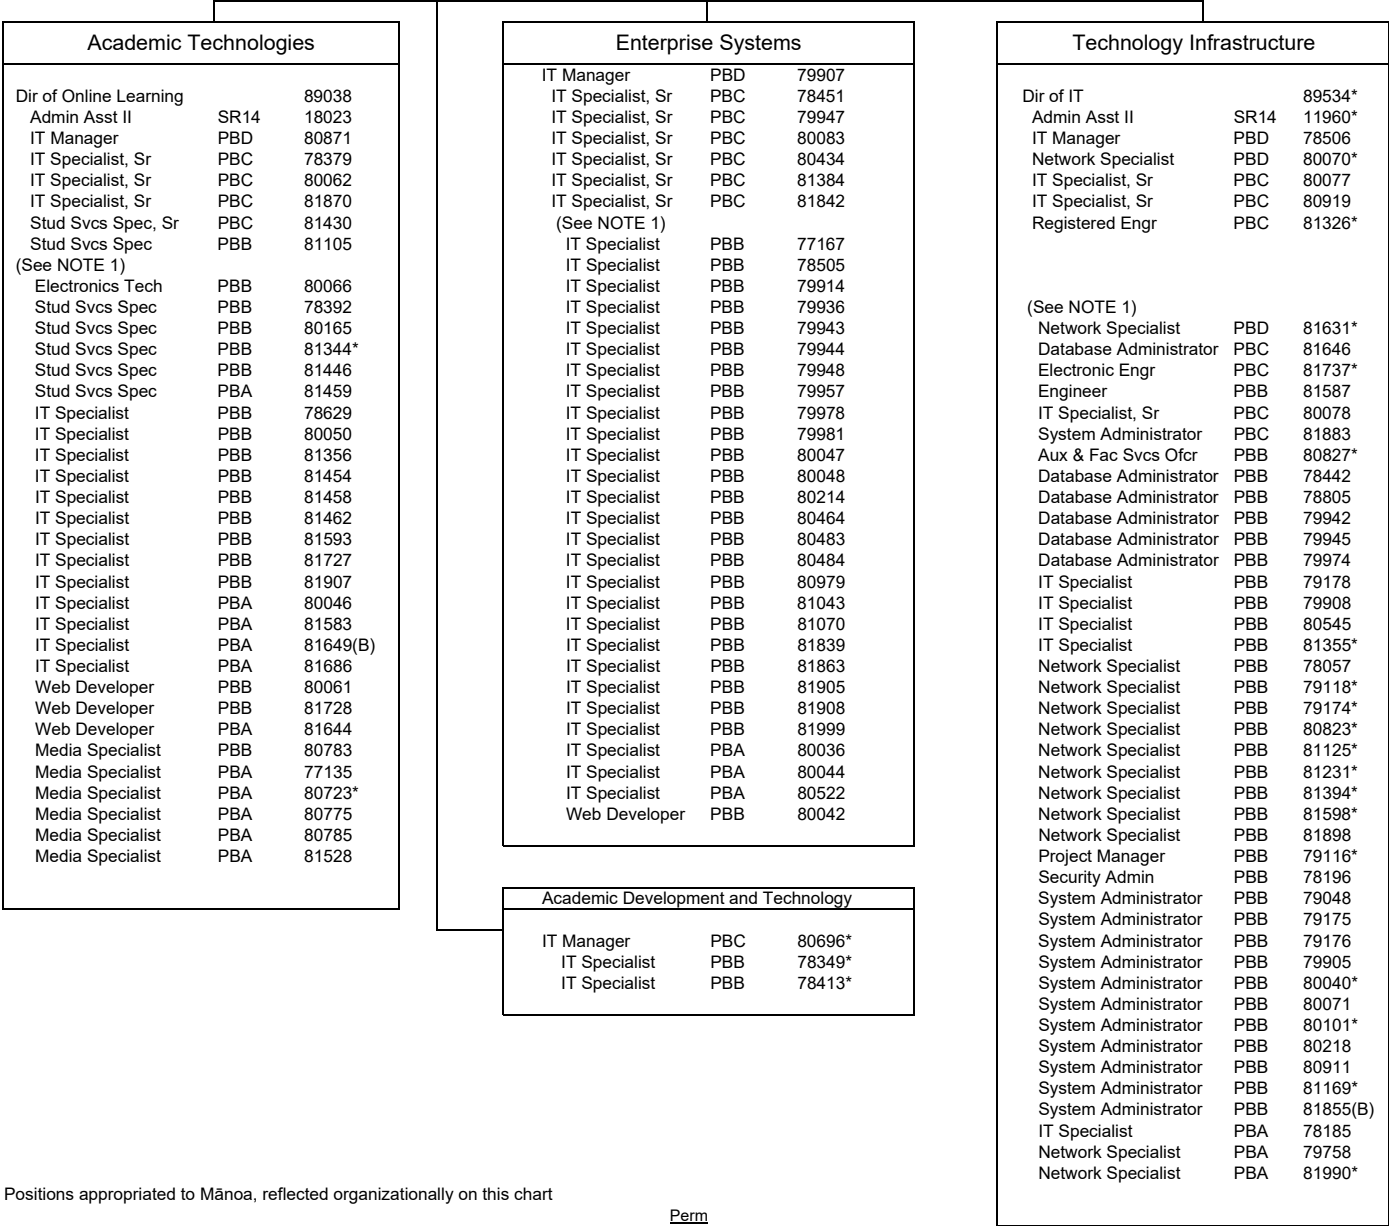 Academic Technologies
Dir of Online Learning 89038
Admin Asst II SR14 18023
IT Manager PBD 80871
IT Specialist, Sr PBC 78379
IT Specialist, Sr PBC 80062
IT Specialist, Sr PBC 81870
Stud Svcs Spec, Sr PBC 81430
Stud Svcs Spec PBB 81105
(See NOTE 1)
Electronics Tech PBB 80066
Stud Svcs Spec PBB 78392
Stud Svcs Spec PBB 80165
Stud Svcs Spec PBB 81344*
Stud Svcs Spec PBB 81446
Stud Svcs Spec PBA 81459
IT Specialist PBB 78629
IT Specialist PBB 80050
IT Specialist PBB 81356
IT Specialist PBB 81454
IT Specialist PBB 81458
IT Specialist PBB 81462
IT Specialist PBB 81593
IT Specialist PBB 81727
IT Specialist PBB 81907
IT Specialist PBA 80046
IT Specialist PBA 81583
IT Specialist PBA 81649(B)
IT Specialist PBA 81686
Web Developer PBB 80061
Web Developer PBB 81728
Web Developer PBA 81644
Media Specialist PBB 80783
Media Specialist PBA 77135
Media Specialist PBA 80723*
Media Specialist PBA 80775
Media Specialist PBA 80785
Media Specialist PBA 81528
Enterprise Systems
IT Manager PBD 79907
IT Specialist, Sr PBC 78451
IT Specialist, Sr PBC 79947
IT Specialist, Sr PBC 80083
IT Specialist, Sr PBC 80434
IT Specialist, Sr PBC 81384
IT Specialist, Sr PBC 81842
(See NOTE 1)
IT Specialist PBB 77167
IT Specialist PBB 78505
IT Specialist PBB 79914
IT Specialist PBB 79936
IT Specialist PBB 79943
IT Specialist PBB 79944
IT Specialist PBB 79948
IT Specialist PBB 79957
IT Specialist PBB 79978
IT Specialist PBB 79981
IT Specialist PBB 80047
IT Specialist PBB 80048
IT Specialist PBB 80214
IT Specialist PBB 80464
IT Specialist PBB 80483
IT Specialist PBB 80484
IT Specialist PBB 80979
IT Specialist PBB 81043
IT Specialist PBB 81070
IT Specialist PBB 81839
IT Specialist PBB 81863
IT Specialist PBB 81905
IT Specialist PBB 81908
IT Specialist PBB 81999
IT Specialist PBA 80036
IT Specialist PBA 80044
IT Specialist PBA 80522
Web Developer PBB 80042
Academic Development and Technology
IT Manager PBC 80696*
IT Specialist PBB 78349*
IT Specialist PBB 78413*
Technology Infrastructure
Dir of IT 89534*
Admin Asst II SR14 11960*
IT Manager PBD 78506
Network Specialist PBD 80070*
IT Specialist, Sr PBC 80077
IT Specialist, Sr PBC 80919
Registered Engr PBC 81326*
(See NOTE 1)
Network Specialist PBD 81631*
Database Administrator PBC 81646
Electronic Engr PBC 81737*
Engineer PBB 81587
IT Specialist, Sr PBC 80078
System Administrator PBC 81883
Aux & Fac Svcs Ofcr PBB 80827*
Database Administrator PBB 78442
Database Administrator PBB 78805
Database Administrator PBB 79942
Database Administrator PBB 79945
Database Administrator PBB 79974
IT Specialist PBB 79178
IT Specialist PBB 79908
IT Specialist PBB 80545
IT Specialist PBB 81355*
Network Specialist PBB 78057
Network Specialist PBB 79118*
Network Specialist PBB 79174*
Network Specialist PBB 80823*
Network Specialist PBB 81125*
Network Specialist PBB 81231*
Network Specialist PBB 81394*
Network Specialist PBB 81598*
Network Specialist PBB 81898
Project Manager PBB 79116*
Security Admin PBB 78196
System Administrator PBB 79048
System Administrator PBB 79175
System Administrator PBB 79176
System Administrator PBB 79905
System Administrator PBB 80040*
System Administrator PBB 80071
System Administrator PBB 80101*
System Administrator PBB 80218
System Administrator PBB 80911
System Administrator PBB 81169*
System Administrator PBB 81855(B)
IT Specialist PBA 78185
Network Specialist PBA 79758
Network Specialist PBA 81990*
Positions appropriated to Mānoa, reflected organizationally on this chart
Perm